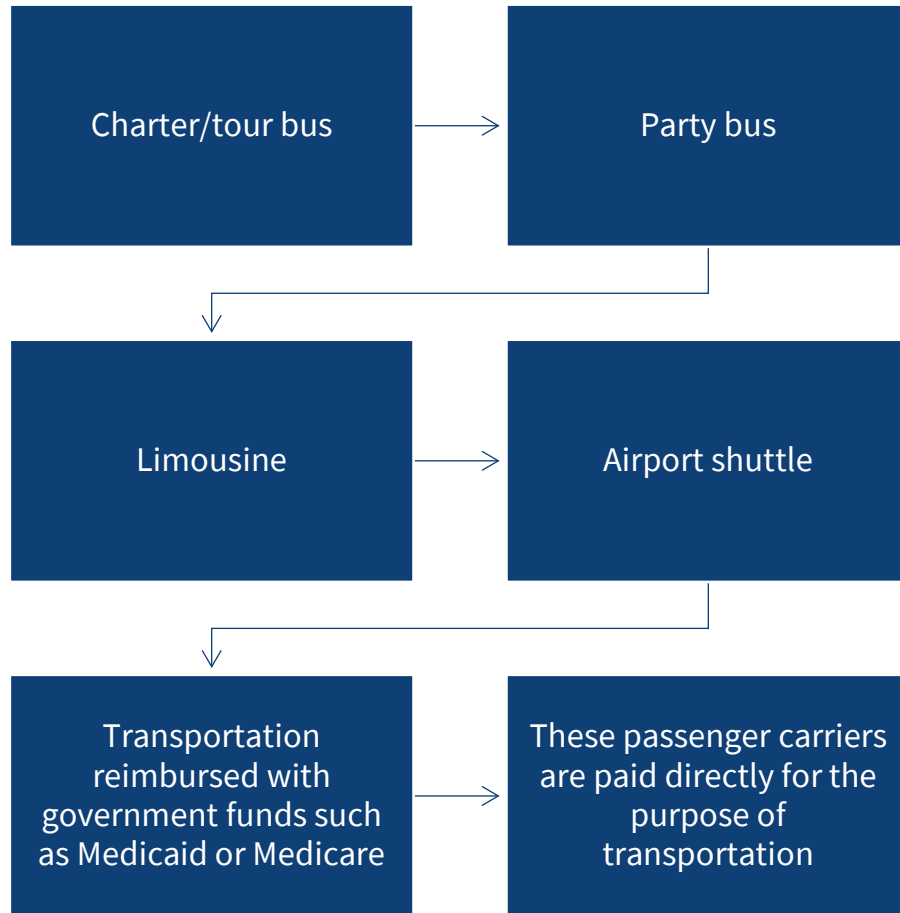 Charter/tour bus
Party bus
Limousine
Airport shuttle
Transportation
reimbursed with
government funds such
as Medicaid or Medicare
These passenger carriers
are paid directly for the
purpose of
transportation